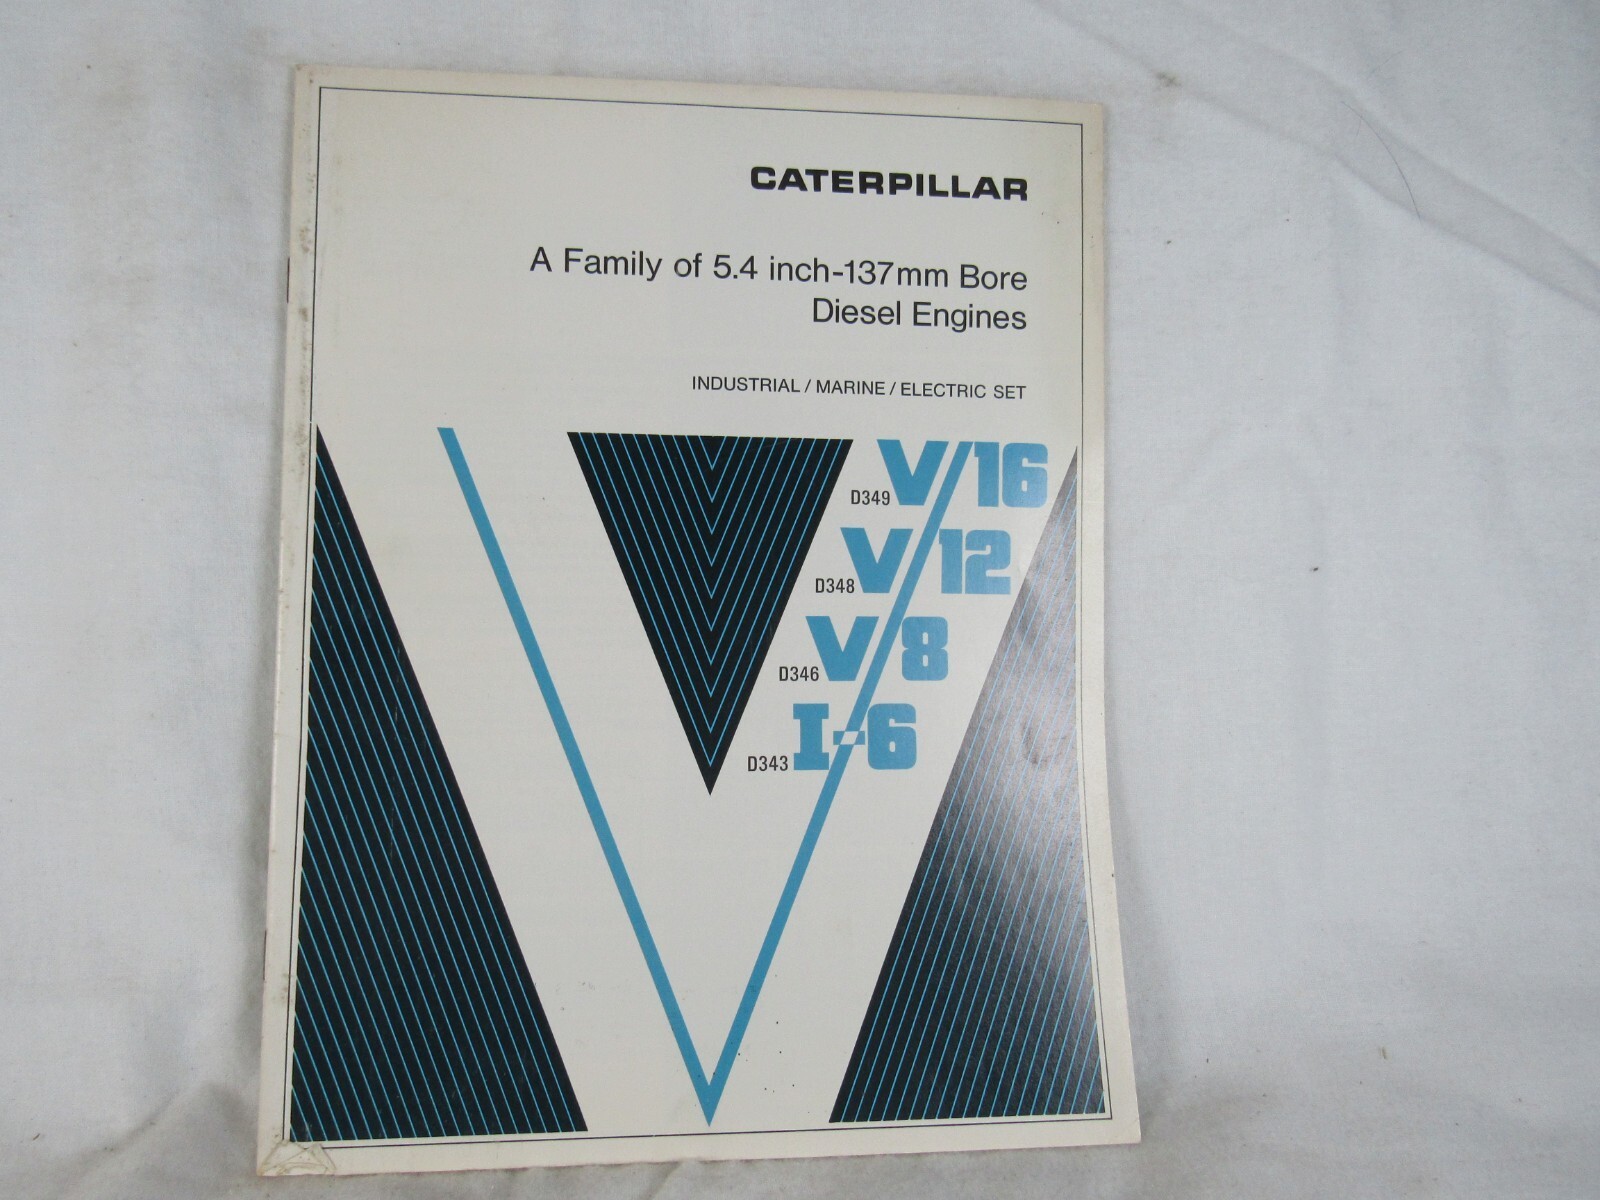 CATERPILLAR
A Family of 5.4 inch-137mm Bore
Diesel Engines
INDUSTRIAL / MARINE / ELECTRIC SET
D349 V/16
D348 V/12
D346 V/8
D343 I-6